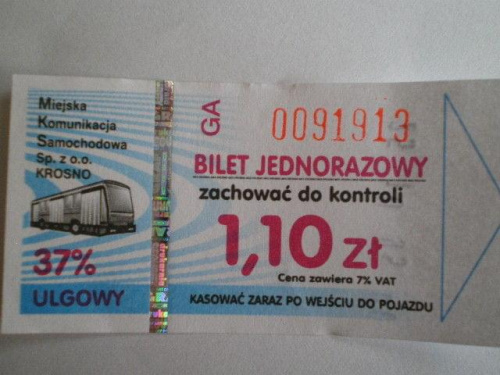 Miejska
Komunikacja
Samochodowa
Sp. z o.o.
KROSNO
37%
ULGOWY
GA
0091913
BILET JEDNORAZOWY
zachować do kontroli
1,10 zł
Cena zawiera 7% VAT
KASOWAĆ ZARAZ PO WEJŚCIU DO POJAZDU